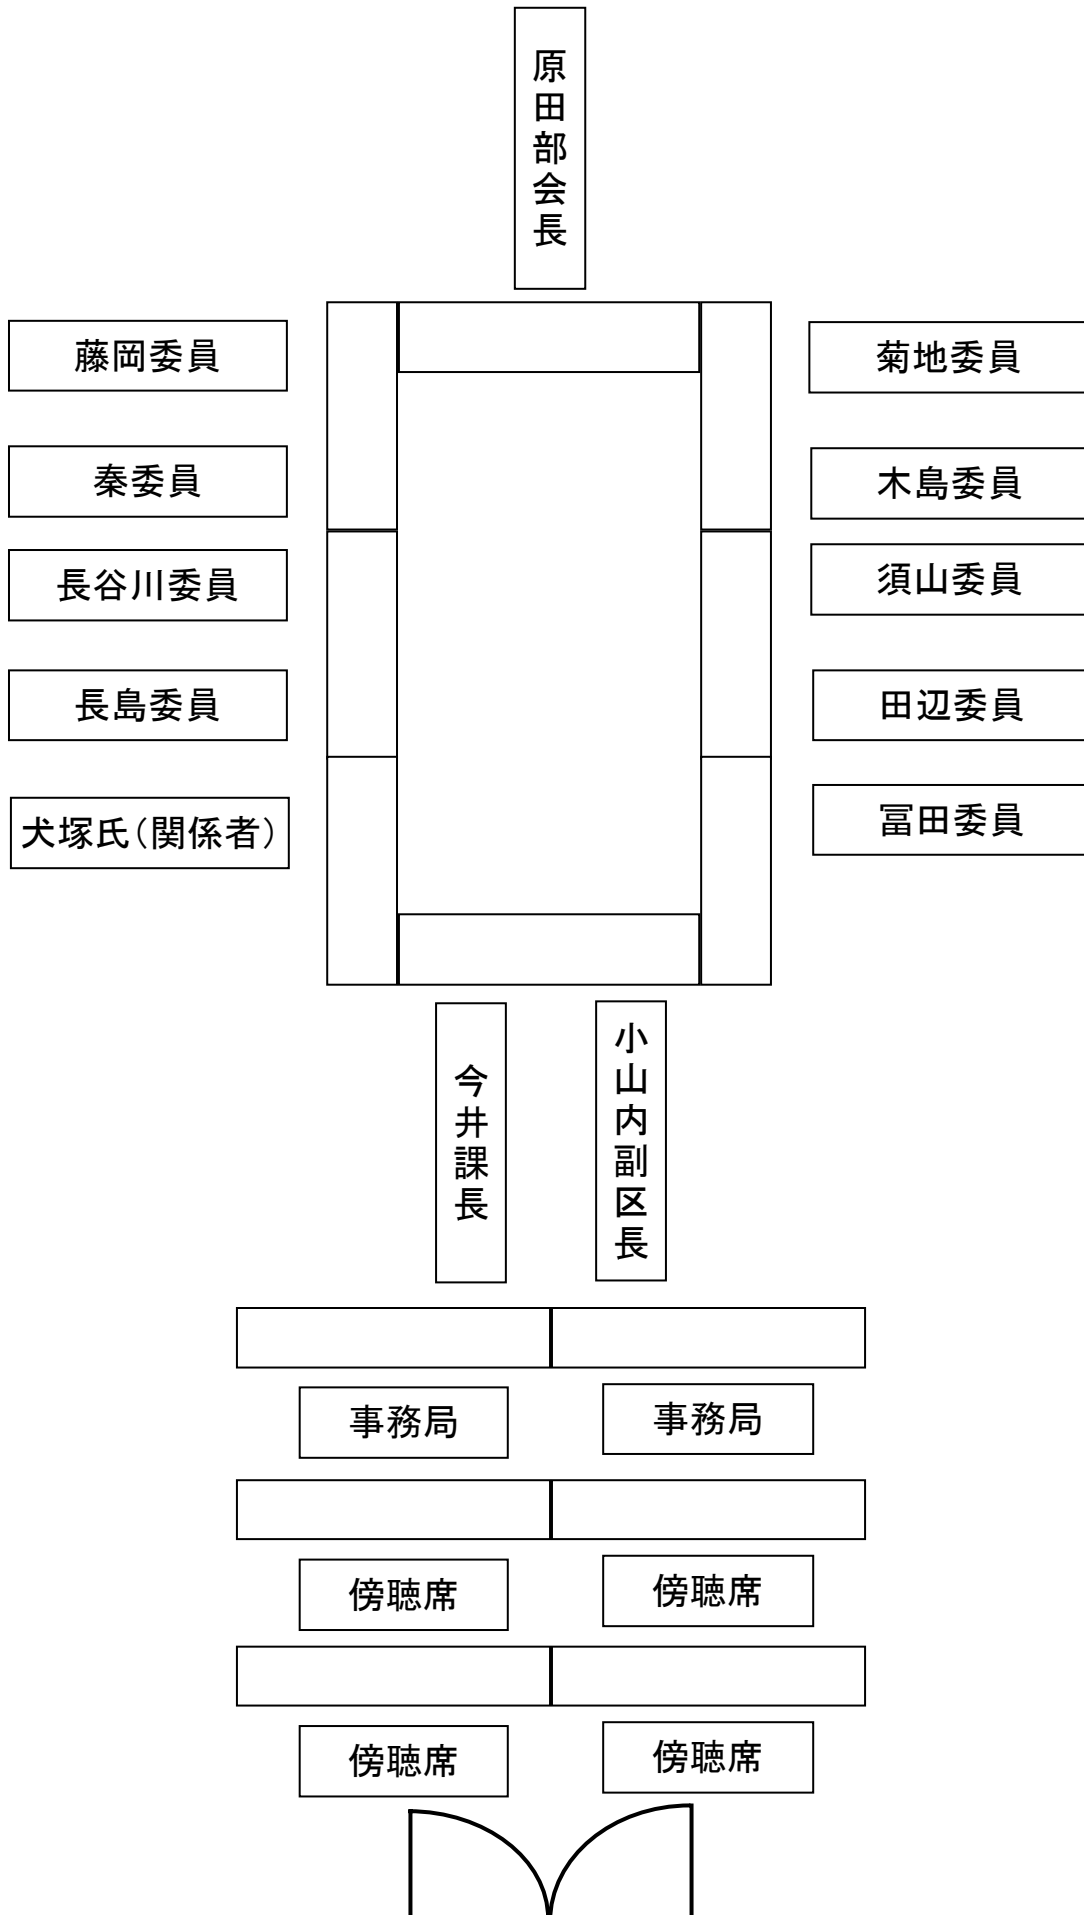 原田部会長
藤岡委員
菊地委員
秦委員
木島委員
長谷川委員
須山委員
長島委員
田辺委員
犬塚氏（関係者）
冨田委員
今井課長
小山内副区長
事務局
事務局
傍聴席
傍聴席
傍聴席
傍聴席